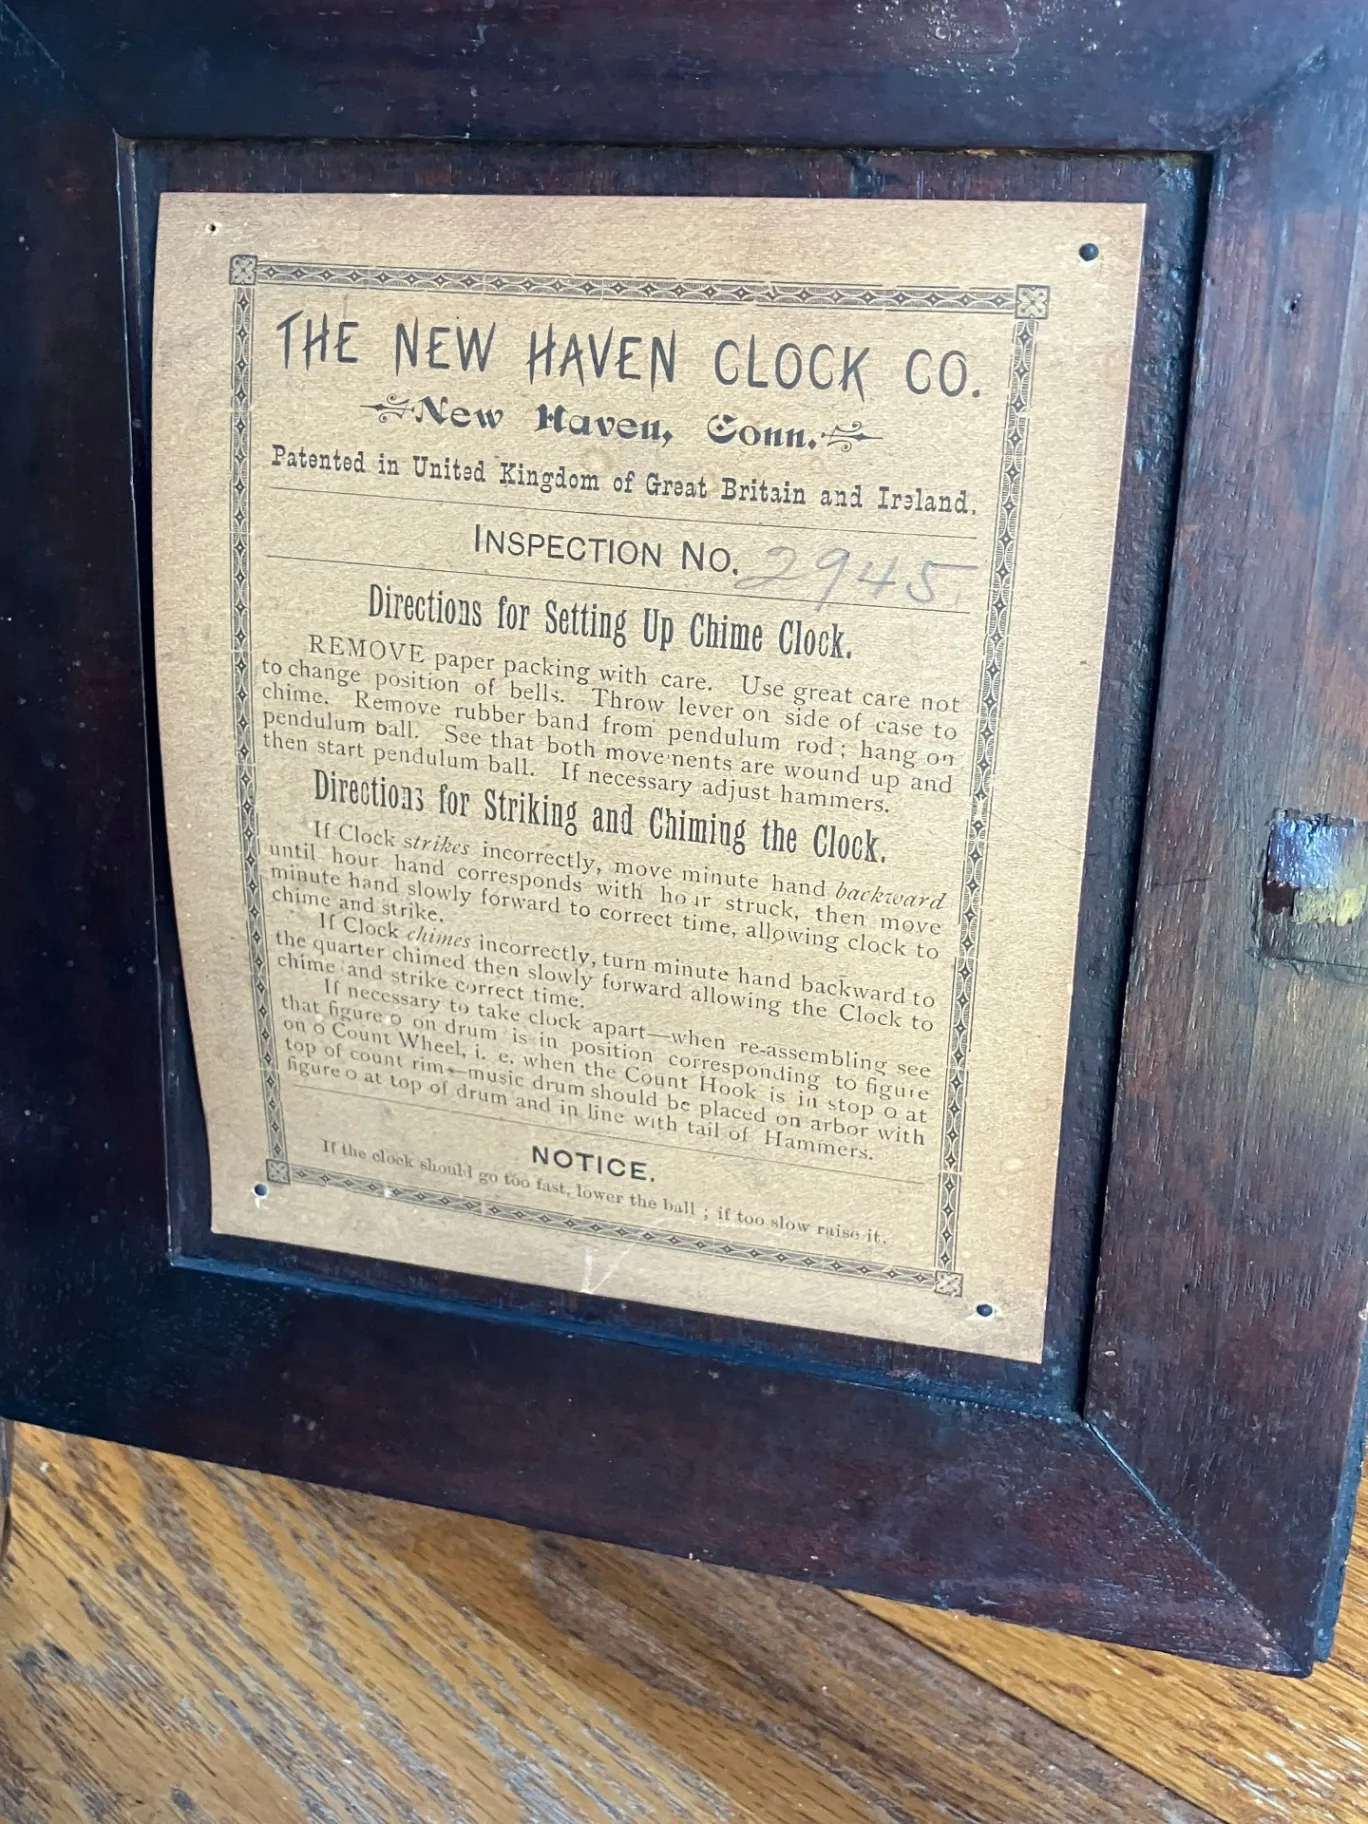 THE NEW HAVEN CLOCK CO.
New Haven, Conn.
Patented in United Kingdom of Great Britain and Ireland.
INSPECTION NO. 2945
Directions for Setting Up Chime Clock.
REMOVE paper packing with care. Use great care not
to change position of bells. Throw lever on side of case to
chime. Remove rubber band from pendulum rod; hang on
pendulum ball. See that both movements are wound up and
then start pendulum ball. If necessary adjust hammers.
Directions for Striking and Chiming the Clock.
If Clock strikes incorrectly, move minute hand backward
until hour hand corresponds with hour struck, then move
minute hand slowly forward to correct time, allowing clock to
chime and strike.
If Clock chimes incorrectly, turn minute hand backward to
the quarter chimed then slowly forward allowing the Clock to
chime and strike correct time.
If necessary to take clock apart—when re-assembling see
that figure 0 on drum is in position corresponding to figure
on 0 Count Wheel, i. e. when the Count Hook is in stop 0 at
top of count rim—music drum should be placed on arbor with
figure 0 at top of drum and in line with tail of Hammers.
NOTICE.
If the clock should go too fast, lower the ball; if too slow raise it.